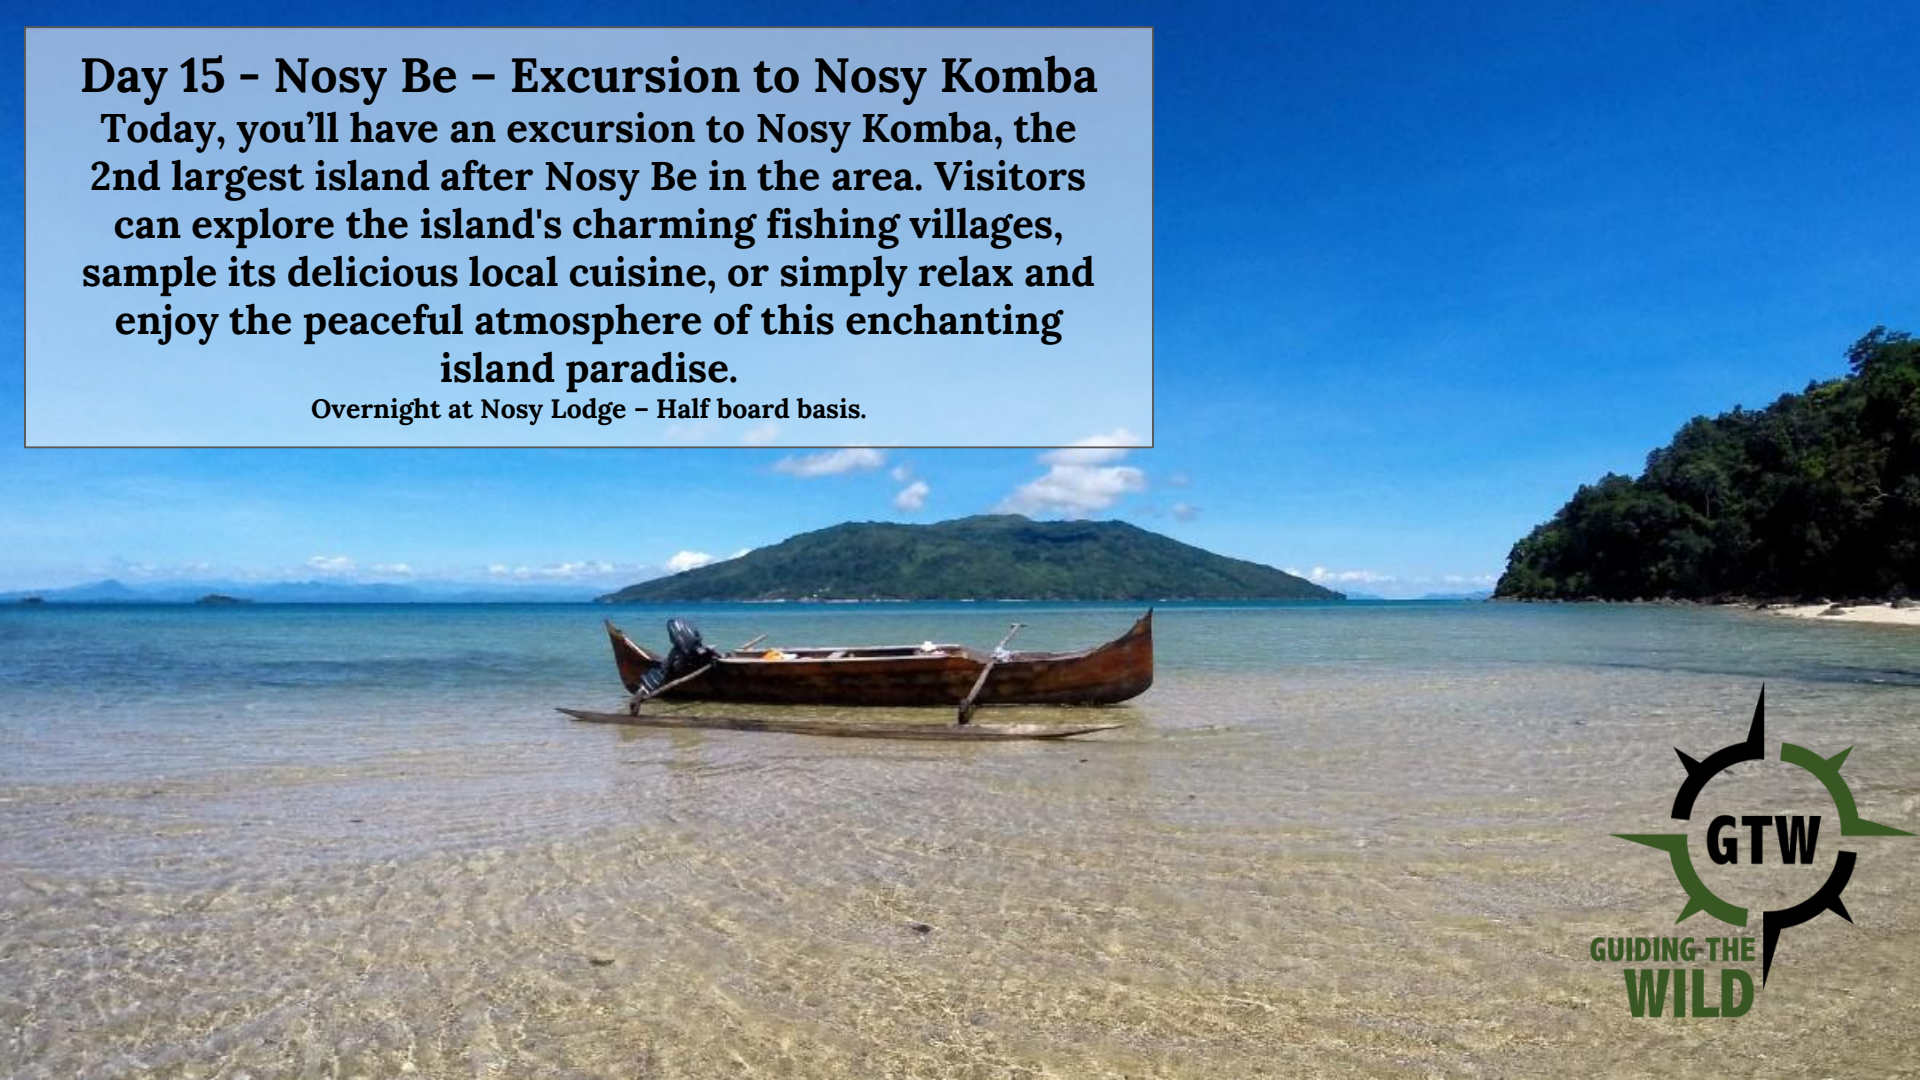 Day 15 - Nosy Be – Excursion to Nosy Komba
Today, you’ll have an excursion to Nosy Komba, the
2nd largest island after Nosy Be in the area. Visitors
can explore the island's charming fishing villages,
sample its delicious local cuisine, or simply relax and
enjoy the peaceful atmosphere of this enchanting
island paradise.
Overnight at Nosy Lodge – Half board basis.
GTW
GUIDING THE
WILD